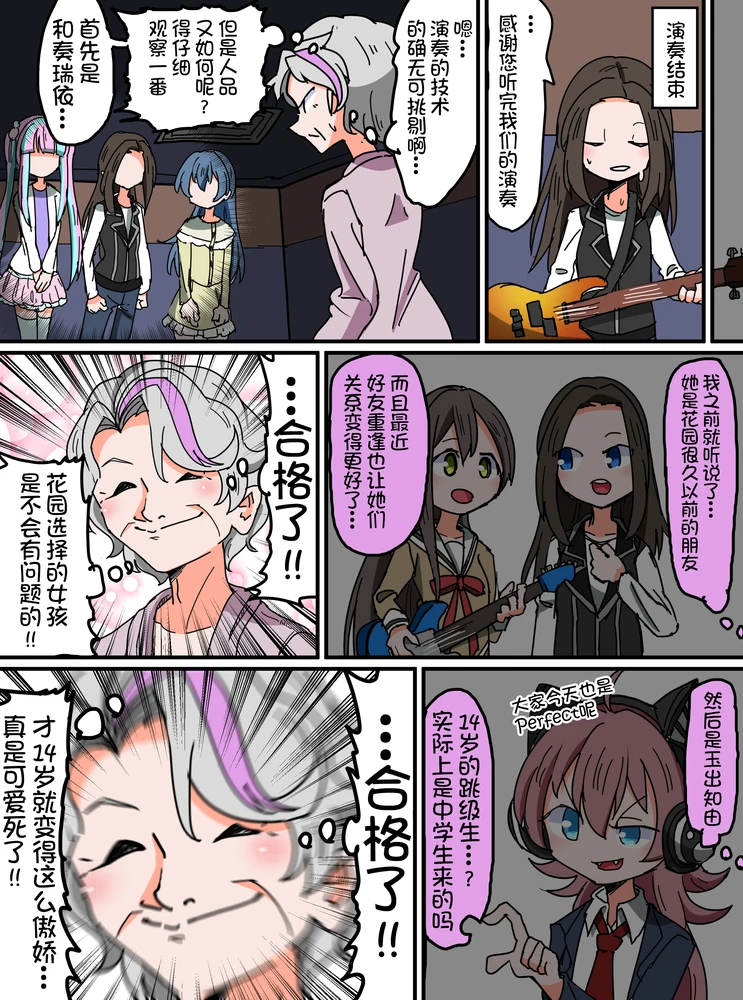 演奏结束
…
感谢您听完我们的演奏
嗯…
演奏的技术
的确无可挑剔啊…
但是人品
又如何呢?
得仔细
观察一番
首先是
和奏瑞依…
我之前就听说了…
她是花园很久以前的朋友
而且最近
好友重逢也让她们
关系变得更好了…
…合格了!!
花园选择的女孩
是不会有问题的!!
然后是玉出知由
大家今天也是
Perfect呢
14岁的跳级生…?
实际上是中学生来的吗
…合格了!!
才14岁就变得这么傲娇…
真是可爱死了!!